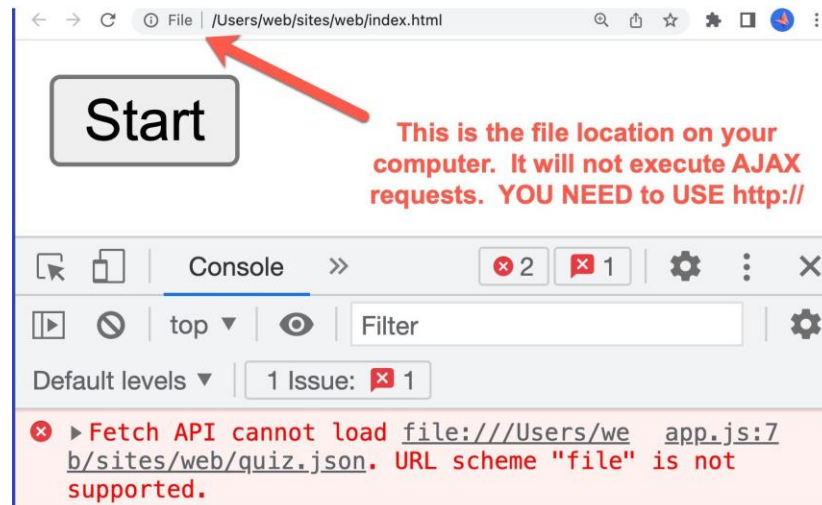 File | /Users/web/sites/web/index.html
Start
This is the file location on your
computer. It will not execute AJAX
requests. YOU NEED to USE http://
Console
2
1
top
Filter
Default levels
1 Issue: 1
Fetch API cannot load file:///Users/we app.js:7
b/sites/web/quiz.json. URL scheme "file" is not
supported.